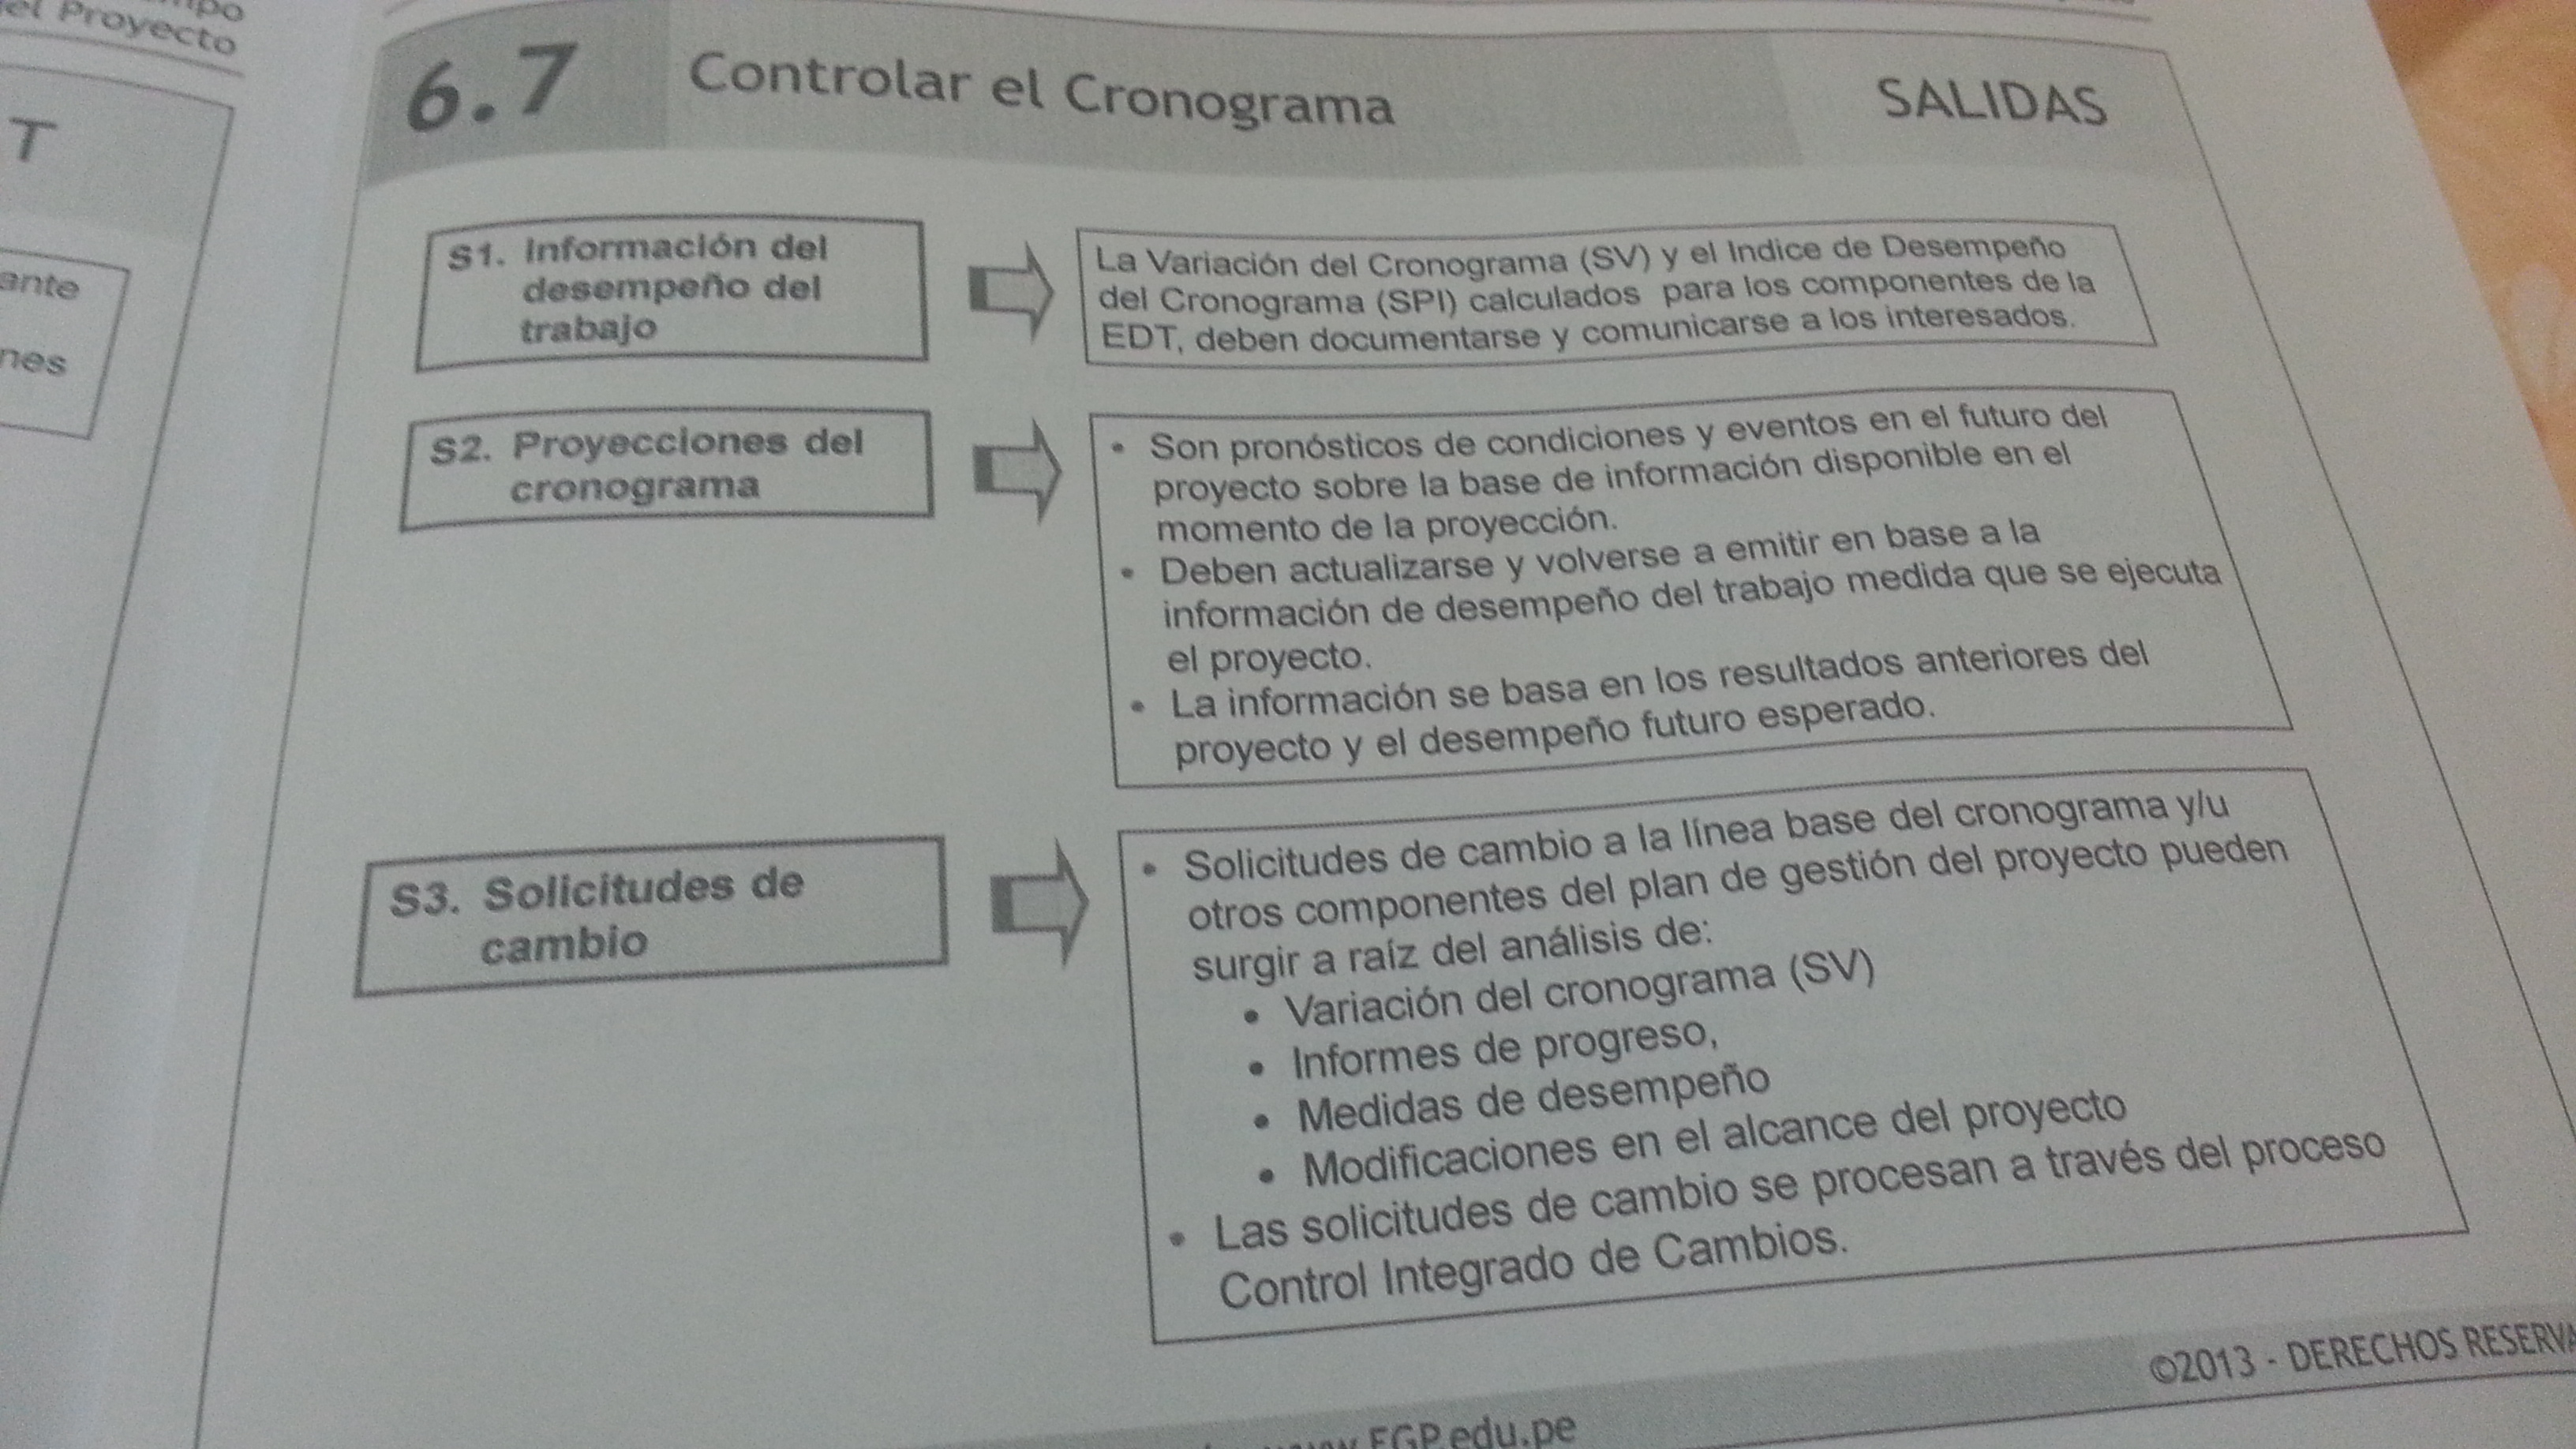 Proyecto
T
ante
nes
6.7 Controlar el Cronograma SALIDAS
S1. Información del
desempeño del
trabajo
La Variación del Cronograma (SV) y el Indice de Desempeño
del Cronograma (SPI) calculados para los componentes de la
EDT, deben documentarse y comunicarse a los interesados.
S2. Proyecciones del
cronograma
• Son pronósticos de condiciones y eventos en el futuro del
proyecto sobre la base de información disponible en el
momento de la proyección.
• Deben actualizarse y volverse a emitir en base a la
información de desempeño del trabajo medida que se ejecuta
el proyecto.
• La información se basa en los resultados anteriores del
proyecto y el desempeño futuro esperado.
S3. Solicitudes de
cambio
• Solicitudes de cambio a la línea base del cronograma y/u
otros componentes del plan de gestión del proyecto pueden
surgir a raíz del análisis de:
• Variación del cronograma (SV)
• Informes de progreso,
• Medidas de desempeño
• Modificaciones en el alcance del proyecto
• Las solicitudes de cambio se procesan a través del proceso
Control Integrado de Cambios.
©2013 - DERECHOS RESERVA
www.EGP.edu.pe